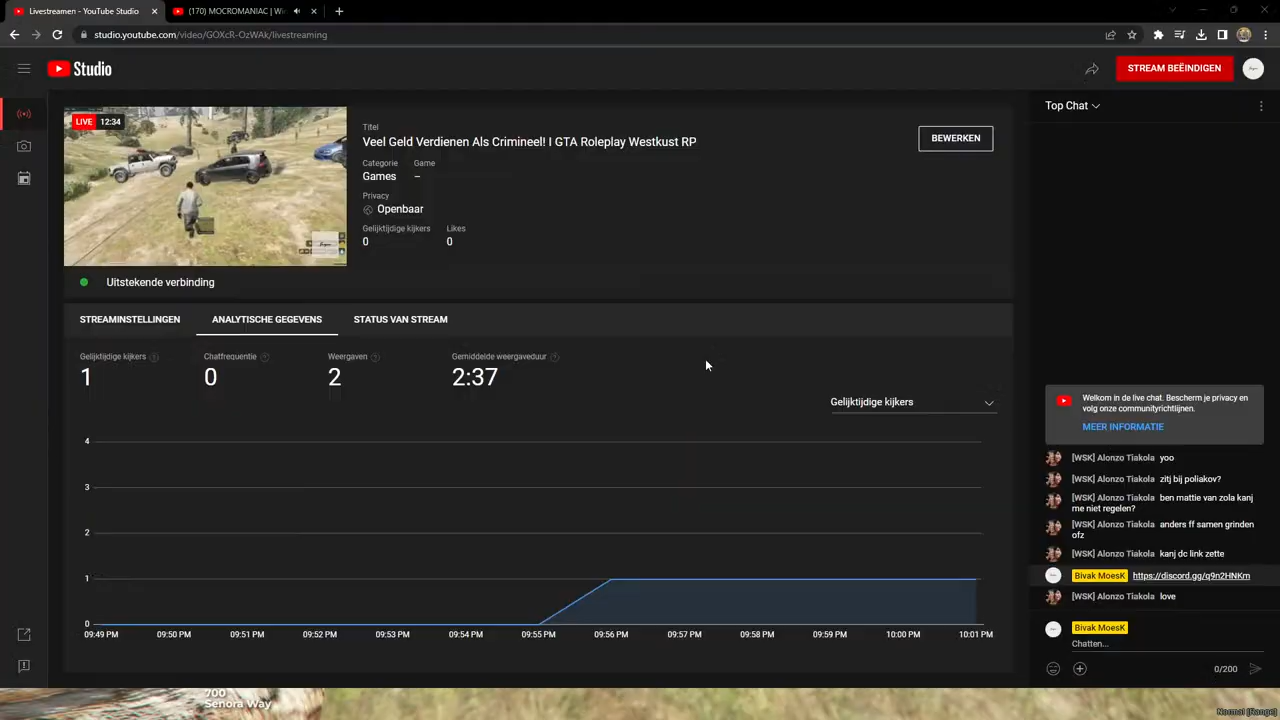 Livestreamen - YouTube Studio
(170) MOCROMANIAC | Wi
studio.youtube.com/video/GOXcR-OzWAk/livestreaming
Studio
STREAM BEËINDIGEN
LIVE 12:34
Titel
Veel Geld Verdienen Als Crimineel! I GTA Roleplay Westkust RP
BEWERKEN
Categorie Game
Games –
Privacy
Openbaar
Gelijktijdige kijkers Likes
0 0
Uitstekende verbinding
STREAMINSTELLINGEN ANALYTISCHE GEGEVENS STATUS VAN STREAM
Gelijktijdige kijkers Chatfrequentie Weergaven Gemiddelde weergaveduur
1 0 2 2:37
Gelijktijdige kijkers
4
3
2
1
0
09:49 PM 09:50 PM 09:51 PM 09:52 PM 09:53 PM 09:54 PM 09:55 PM 09:56 PM 09:57 PM 09:58 PM 09:59 PM 10:00 PM 10:01 PM
Top Chat
Welkom in de live chat. Bescherm je privacy en
volg onze communityrichtlijnen.
MEER INFORMATIE
[WSK] Alonzo Tiakola yoo
[WSK] Alonzo Tiakola zitj bij poliakov?
[WSK] Alonzo Tiakola ben mattie van zola kanj
me niet regelen?
[WSK] Alonzo Tiakola anders ff samen grinden
ofz
[WSK] Alonzo Tiakola kanj dc link zette
Bivak MoesK https://discord.gg/q9n2HNKm
[WSK] Alonzo Tiakola love
Bivak MoesK
Chatten...
0/200
700
Senora Way
Normal [Range]